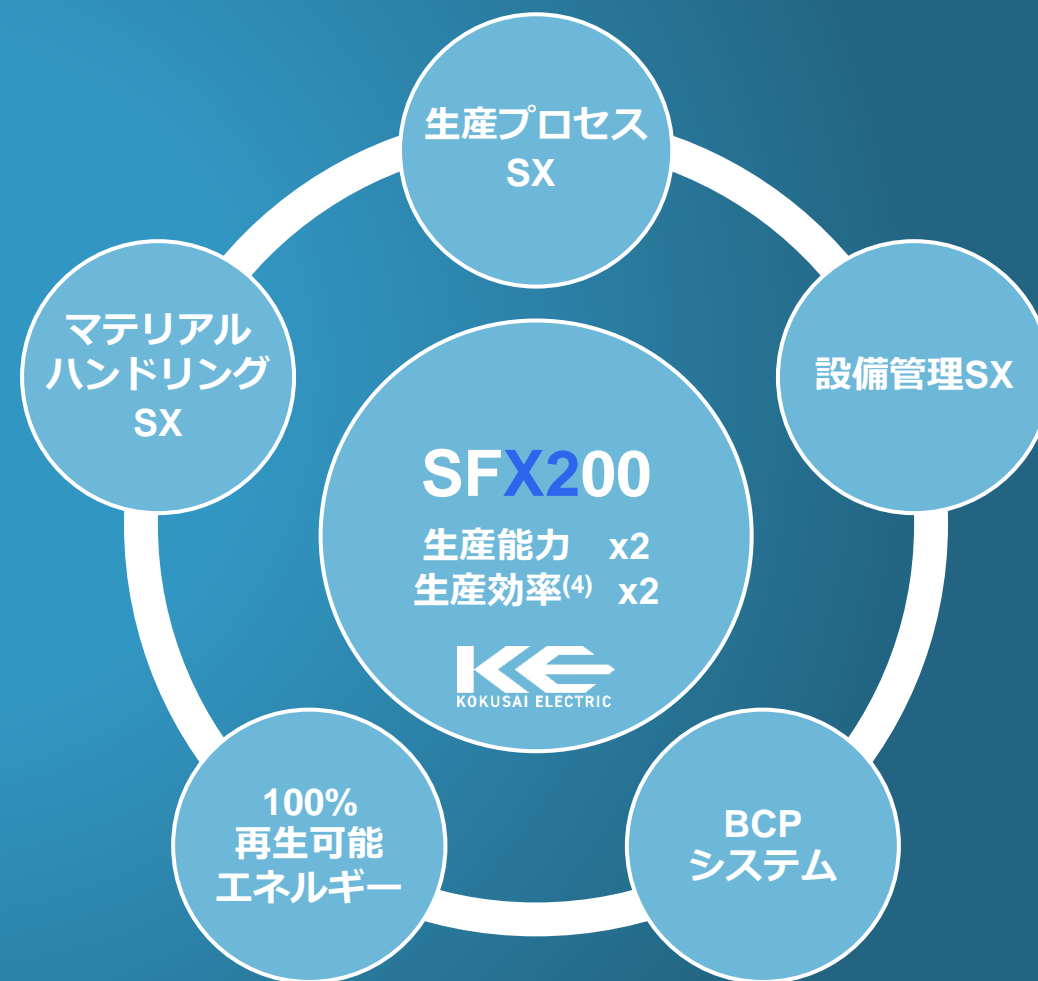 生産プロセス
SX
マテリアル
ハンドリング
SX
設備管理SX
SFX200
生産能力　x2
生産効率(4) x2
KE
KOKUSAI ELECTRIC
100%
再生可能
エネルギー
BCP
システム